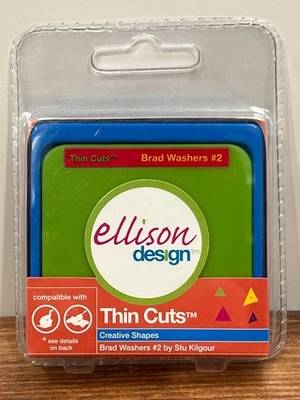 Thin Cuts™ Brad Washers #2
ellison
design™
compatible with
* see details
on back
Thin Cuts™
Creative Shapes
Brad Washers #2 by Stu Kilgour